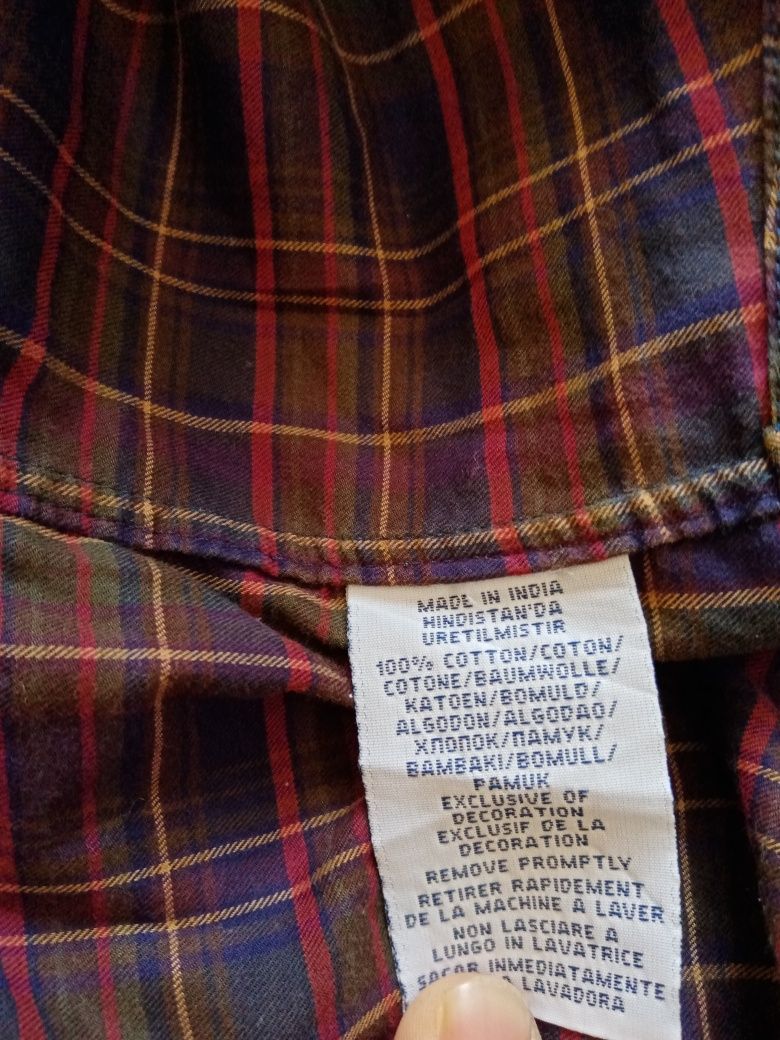 MADE IN INDIA
HINDISTAN'DA
URETILMISTIR
100% COTTON/COTON/
COTONE/BAUMWOLLE/
KATOEN/BOMULD/
ALGODON/ALGODAO/
ХЛОПОК/ПАМУК/
BAMBAKI/BOMULL/
PAMUK
EXCLUSIVE OF
DECORATION
EXCLUSIF DE LA
DECORATION
REMOVE PROMPTLY
RETIRER RAPIDEMENT
DE LA MACHINE A LAVER
NON LASCIARE A
LUNGO IN LAVATRICE
SACAR INMEDIATAMENTE
LAVADORA